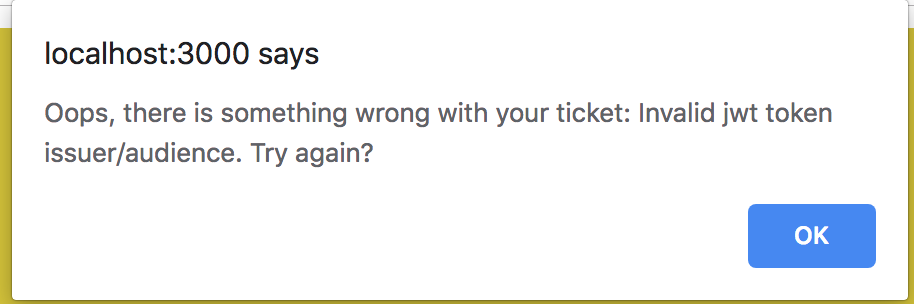 localhost:3000 says
Oops, there is something wrong with your ticket: Invalid jwt token
issuer/audience. Try again?
OK